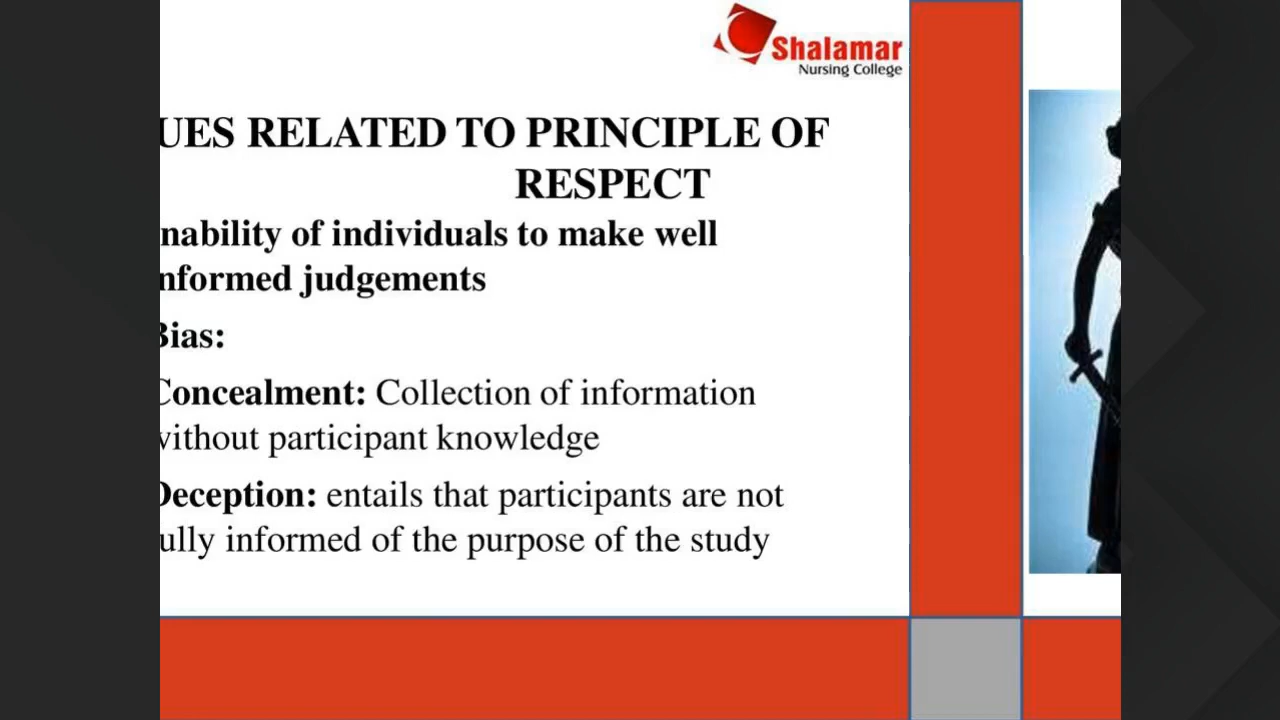 Shalamar
Nursing College
UES RELATED TO PRINCIPLE OF
RESPECT
nability of individuals to make well
nformed judgements
Bias:
Concealment: Collection of information
without participant knowledge
Deception: entails that participants are not
ully informed of the purpose of the study